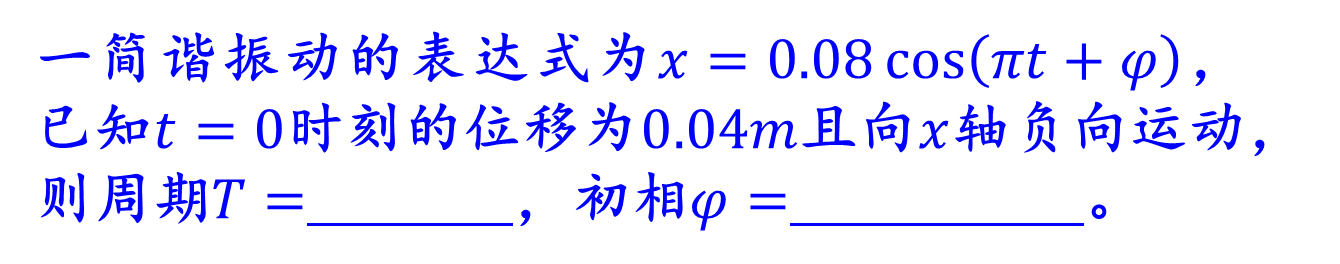 一简谐振动的表达式为x = 0.08 cos(πt + φ),
已知t = 0时刻的位移为0.04m且向x轴负向运动,
则周期T =________, 初相φ =____________。